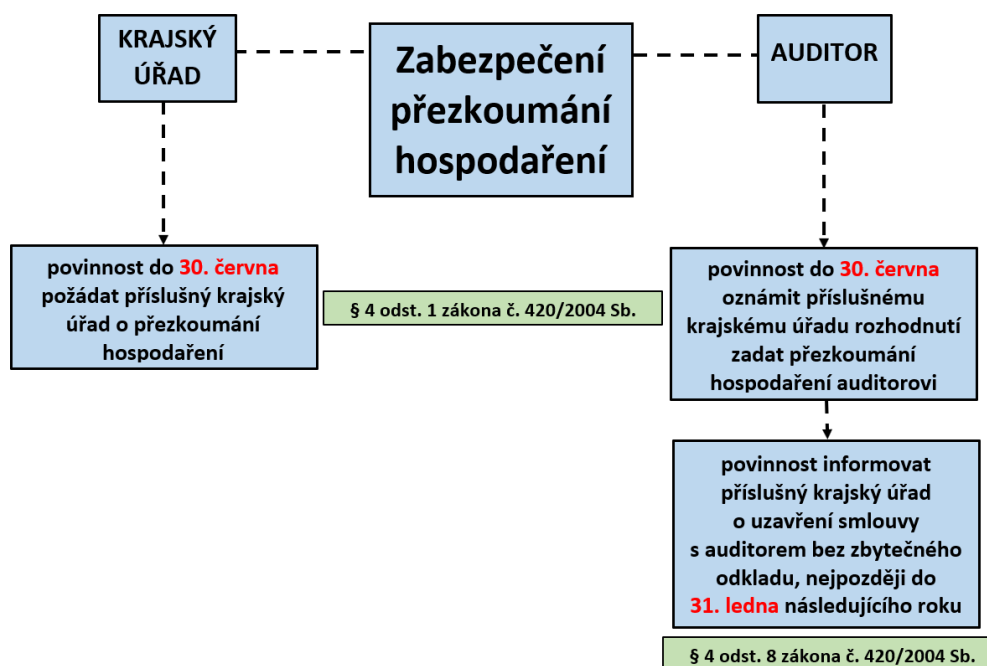 KRAJSKÝ
ÚŘAD
Zabezpečení
přezkoumání
hospodaření
AUDITOR
povinnost do 30. června
požádat příslušný krajský
úřad o přezkoumání
hospodaření
§ 4 odst. 1 zákona č. 420/2004 Sb.
povinnost do 30. června
oznámit příslušnému
krajskému úřadu rozhodnutí
zadat přezkoumání
hospodaření auditorovi
povinnost informovat
příslušný krajský úřad
o uzavření smlouvy
s auditorem bez zbytečného
odkladu, nejpozději do
31. ledna následujícího roku
§ 4 odst. 8 zákona č. 420/2004 Sb.